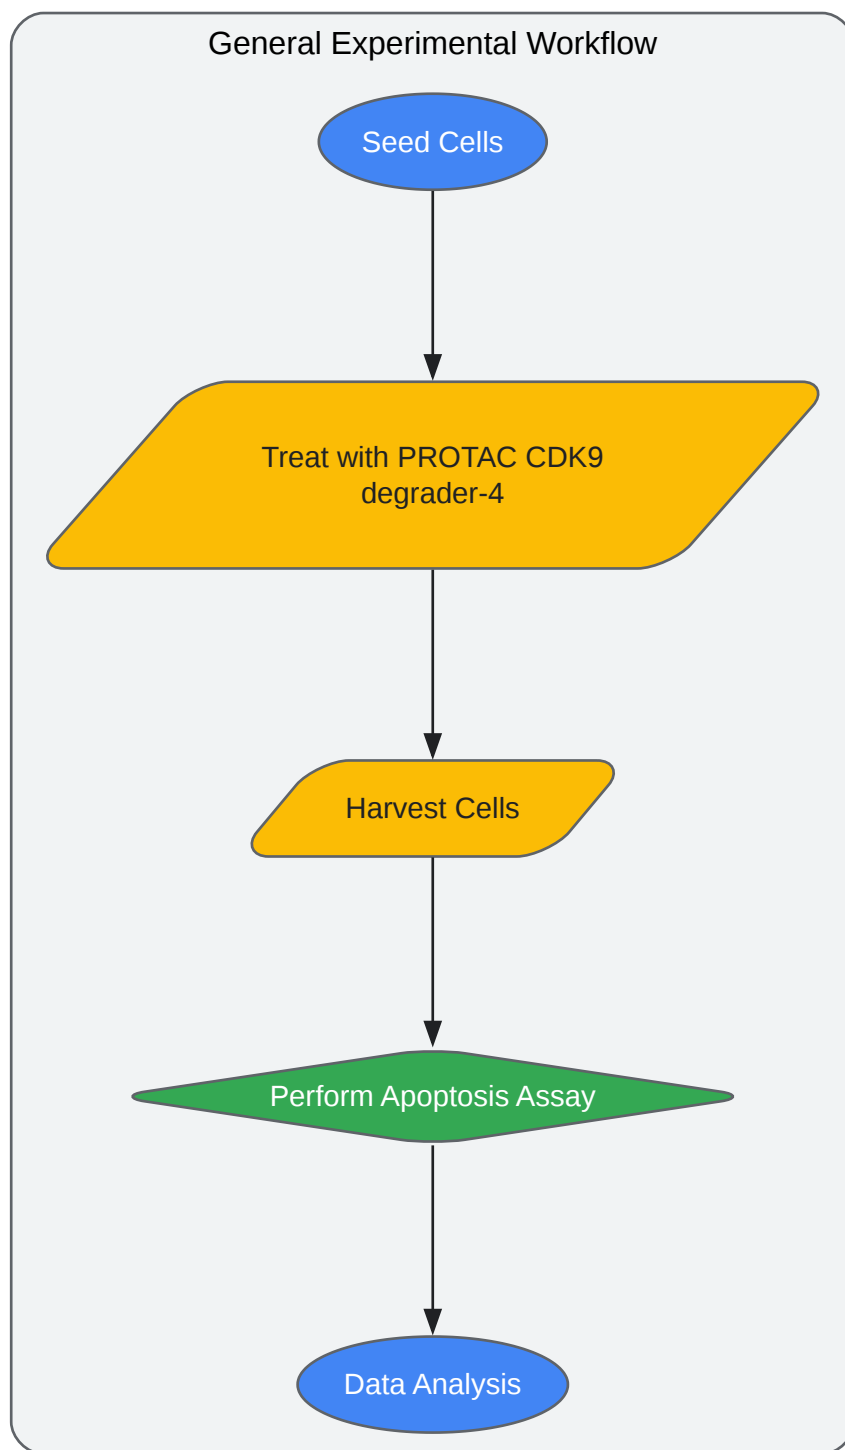 General Experimental Workflow
Seed Cells
Treat with PROTAC CDK9
degrader-4
Harvest Cells
Perform Apoptosis Assay
Data Analysis